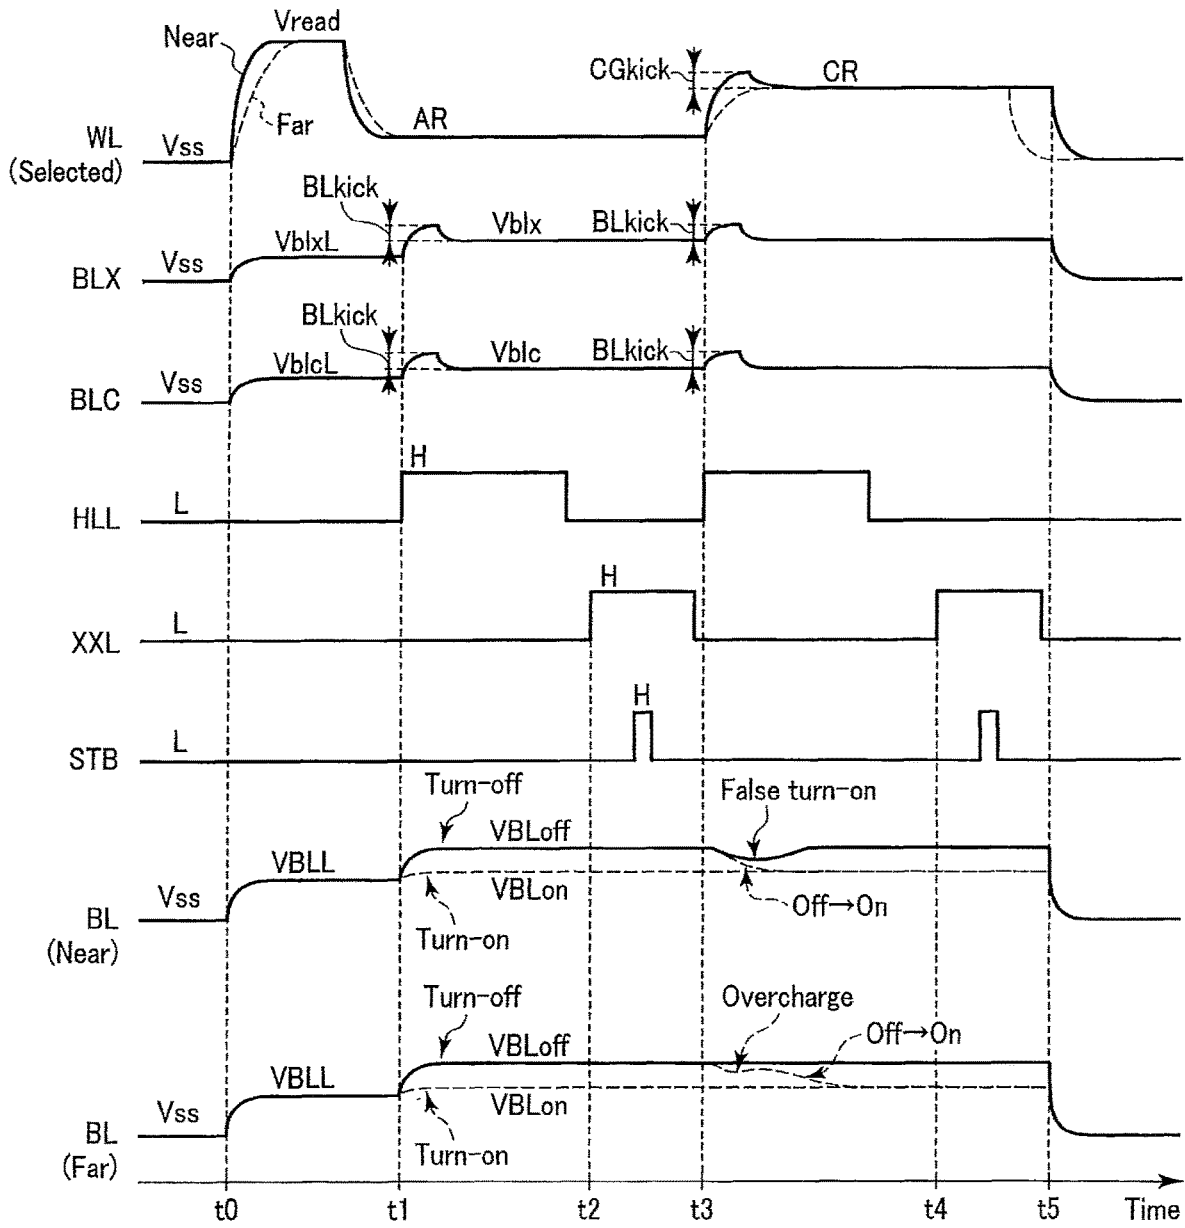 Vread
Near
Far
CGkick
CR
AR
WL
(Selected)
Vss
BLkick
Vblx
BLkick
VblxL
Vss
BLX
BLkick
Vblc
BLkick
VblcL
Vss
BLC
H
L
HLL
H
L
XXL
H
L
STB
Turn-off
False turn-on
VBLoff
VBLL
VBLon
Off→On
Vss
BL
(Near)
Turn-on
Turn-off
Overcharge
Off→On
VBLoff
VBLL
VBLon
Vss
BL
(Far)
Turn-on
t0 t1 t2 t3 t4 t5 Time